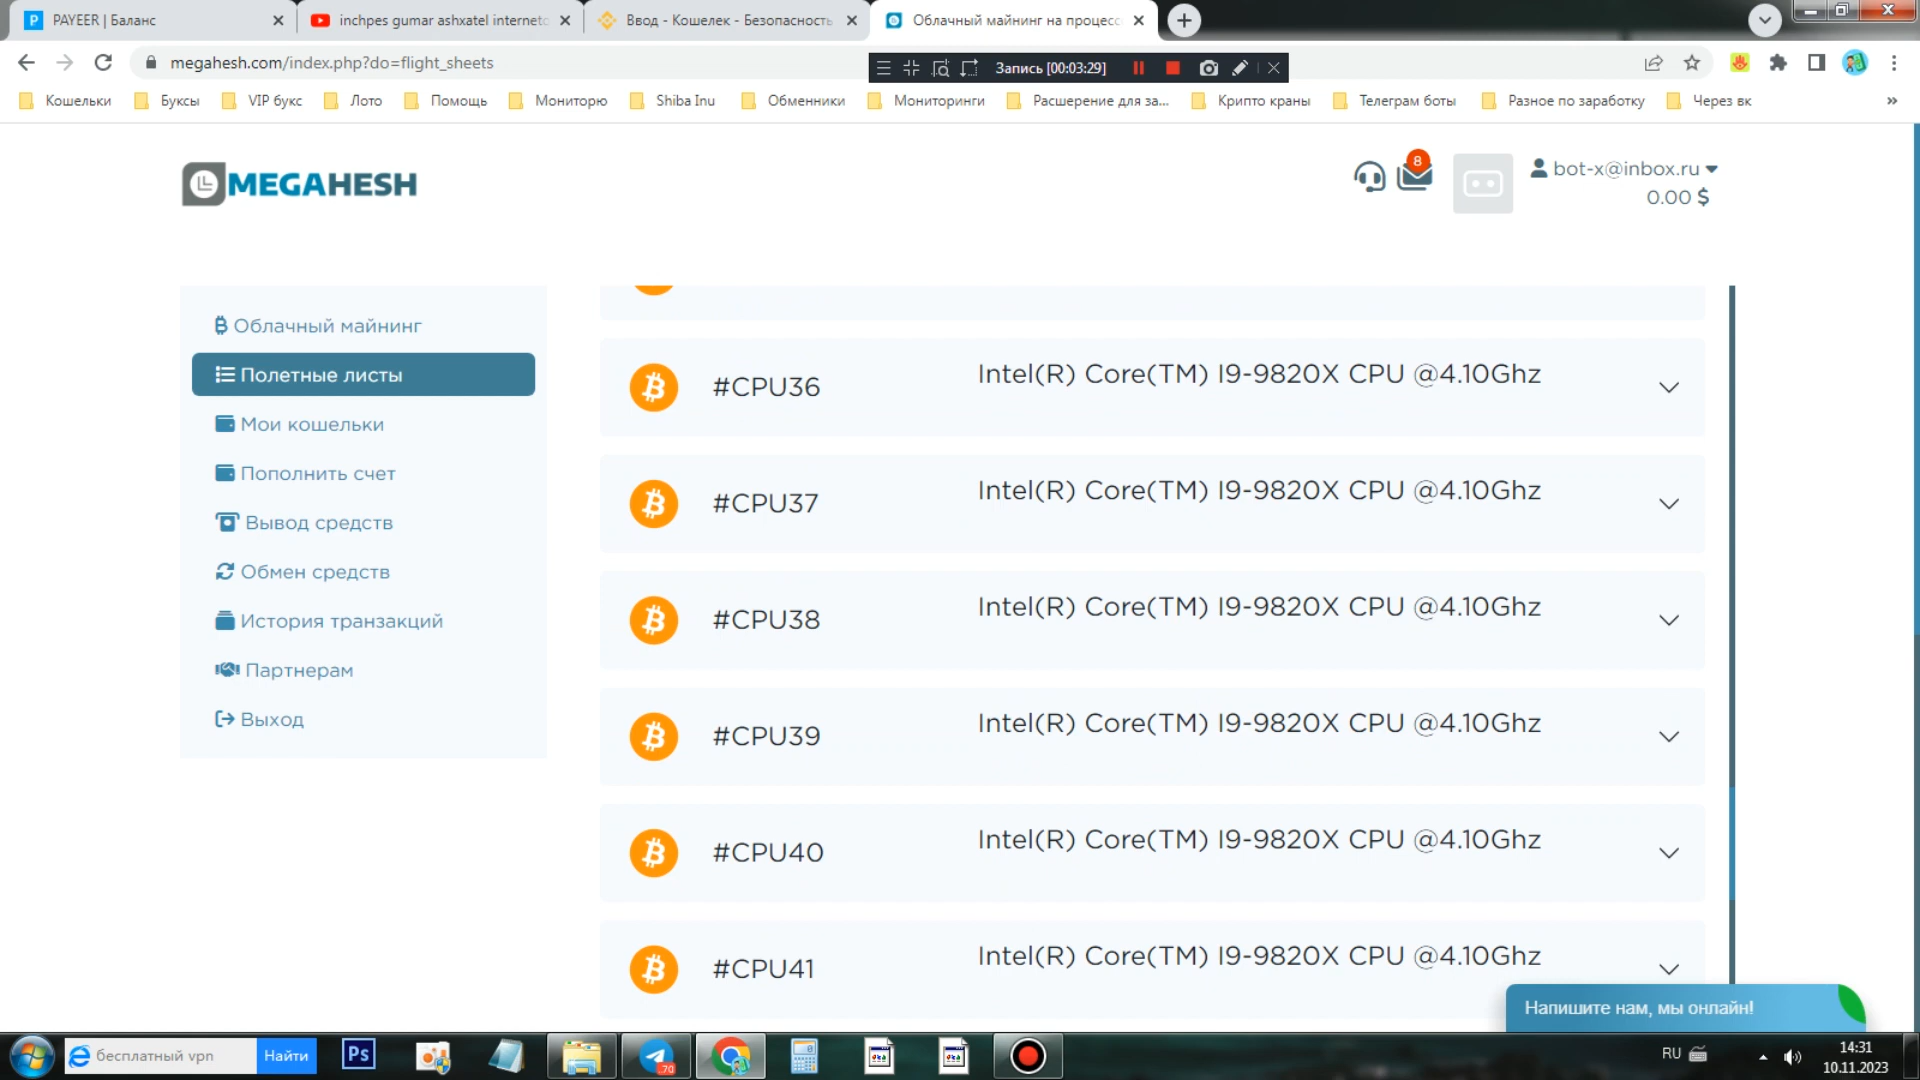 PAYEER | Баланс
inchpes gumar ashxatel interneto
Ввод - Кошелек - Безопасность
Облачный майнинг на процесс
megahesh.com/index.php?do=flight_sheets
Запись [00:03:29]
Кошельки
Буксы
VIP букс
Лото
Помощь
Мониторю
Shiba Inu
Обменники
Мониторинги
Расшерение для за...
Крипто краны
Телеграм боты
Разное по заработку
Через вк
»
MEGAHESH
8
bot-x@inbox.ru
0.00 $
Облачный майнинг
Полетные листы
Мои кошельки
Пополнить счет
Вывод средств
Обмен средств
История транзакций
Партнерам
Выход
#CPU36 Intel(R) Core(TM) I9-9820X CPU @4.10Ghz
#CPU37 Intel(R) Core(TM) I9-9820X CPU @4.10Ghz
#CPU38 Intel(R) Core(TM) I9-9820X CPU @4.10Ghz
#CPU39 Intel(R) Core(TM) I9-9820X CPU @4.10Ghz
#CPU40 Intel(R) Core(TM) I9-9820X CPU @4.10Ghz
#CPU41 Intel(R) Core(TM) I9-9820X CPU @4.10Ghz
Напишите нам, мы онлайн!
бесплатный vpn
Найти
Ps
70
RU
14:31
10.11.2023